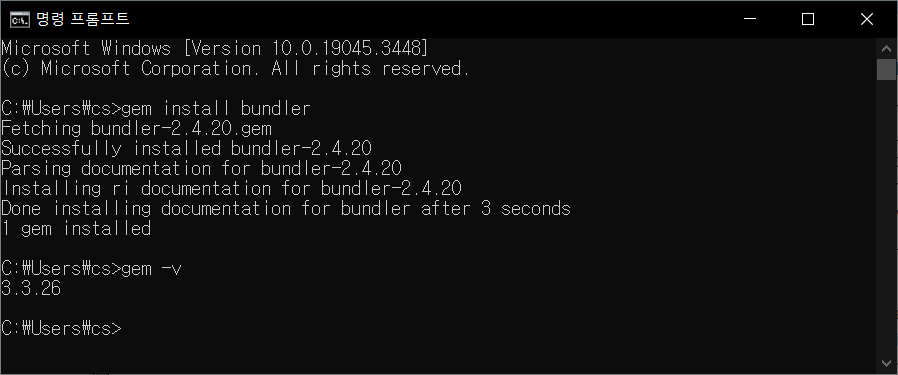 명령 프롬프트
Microsoft Windows [Version 10.0.19045.3448]
(c) Microsoft Corporation. All rights reserved.
C:₩Users₩cs>gem install bundler
Fetching bundler-2.4.20.gem
Successfully installed bundler-2.4.20
Parsing documentation for bundler-2.4.20
Installing ri documentation for bundler-2.4.20
Done installing documentation for bundler after 3 seconds
1 gem installed
C:₩Users₩cs>gem -v
3.3.26
C:₩Users₩cs>